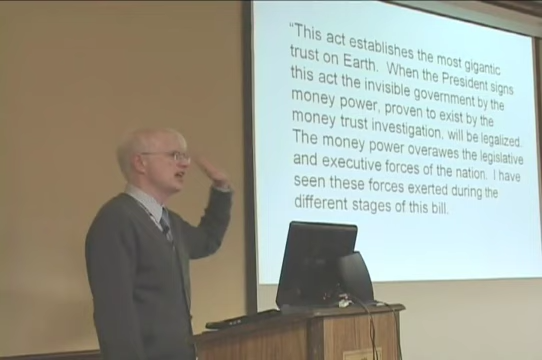 “This act establishes the most gigantic
trust on Earth. When the President signs
this act the invisible government by the
money power, proven to exist by the
money trust investigation, will be legalized.
The money power overawes the legislative
and executive forces of the nation. I have
seen these forces exerted during the
different stages of this bill.